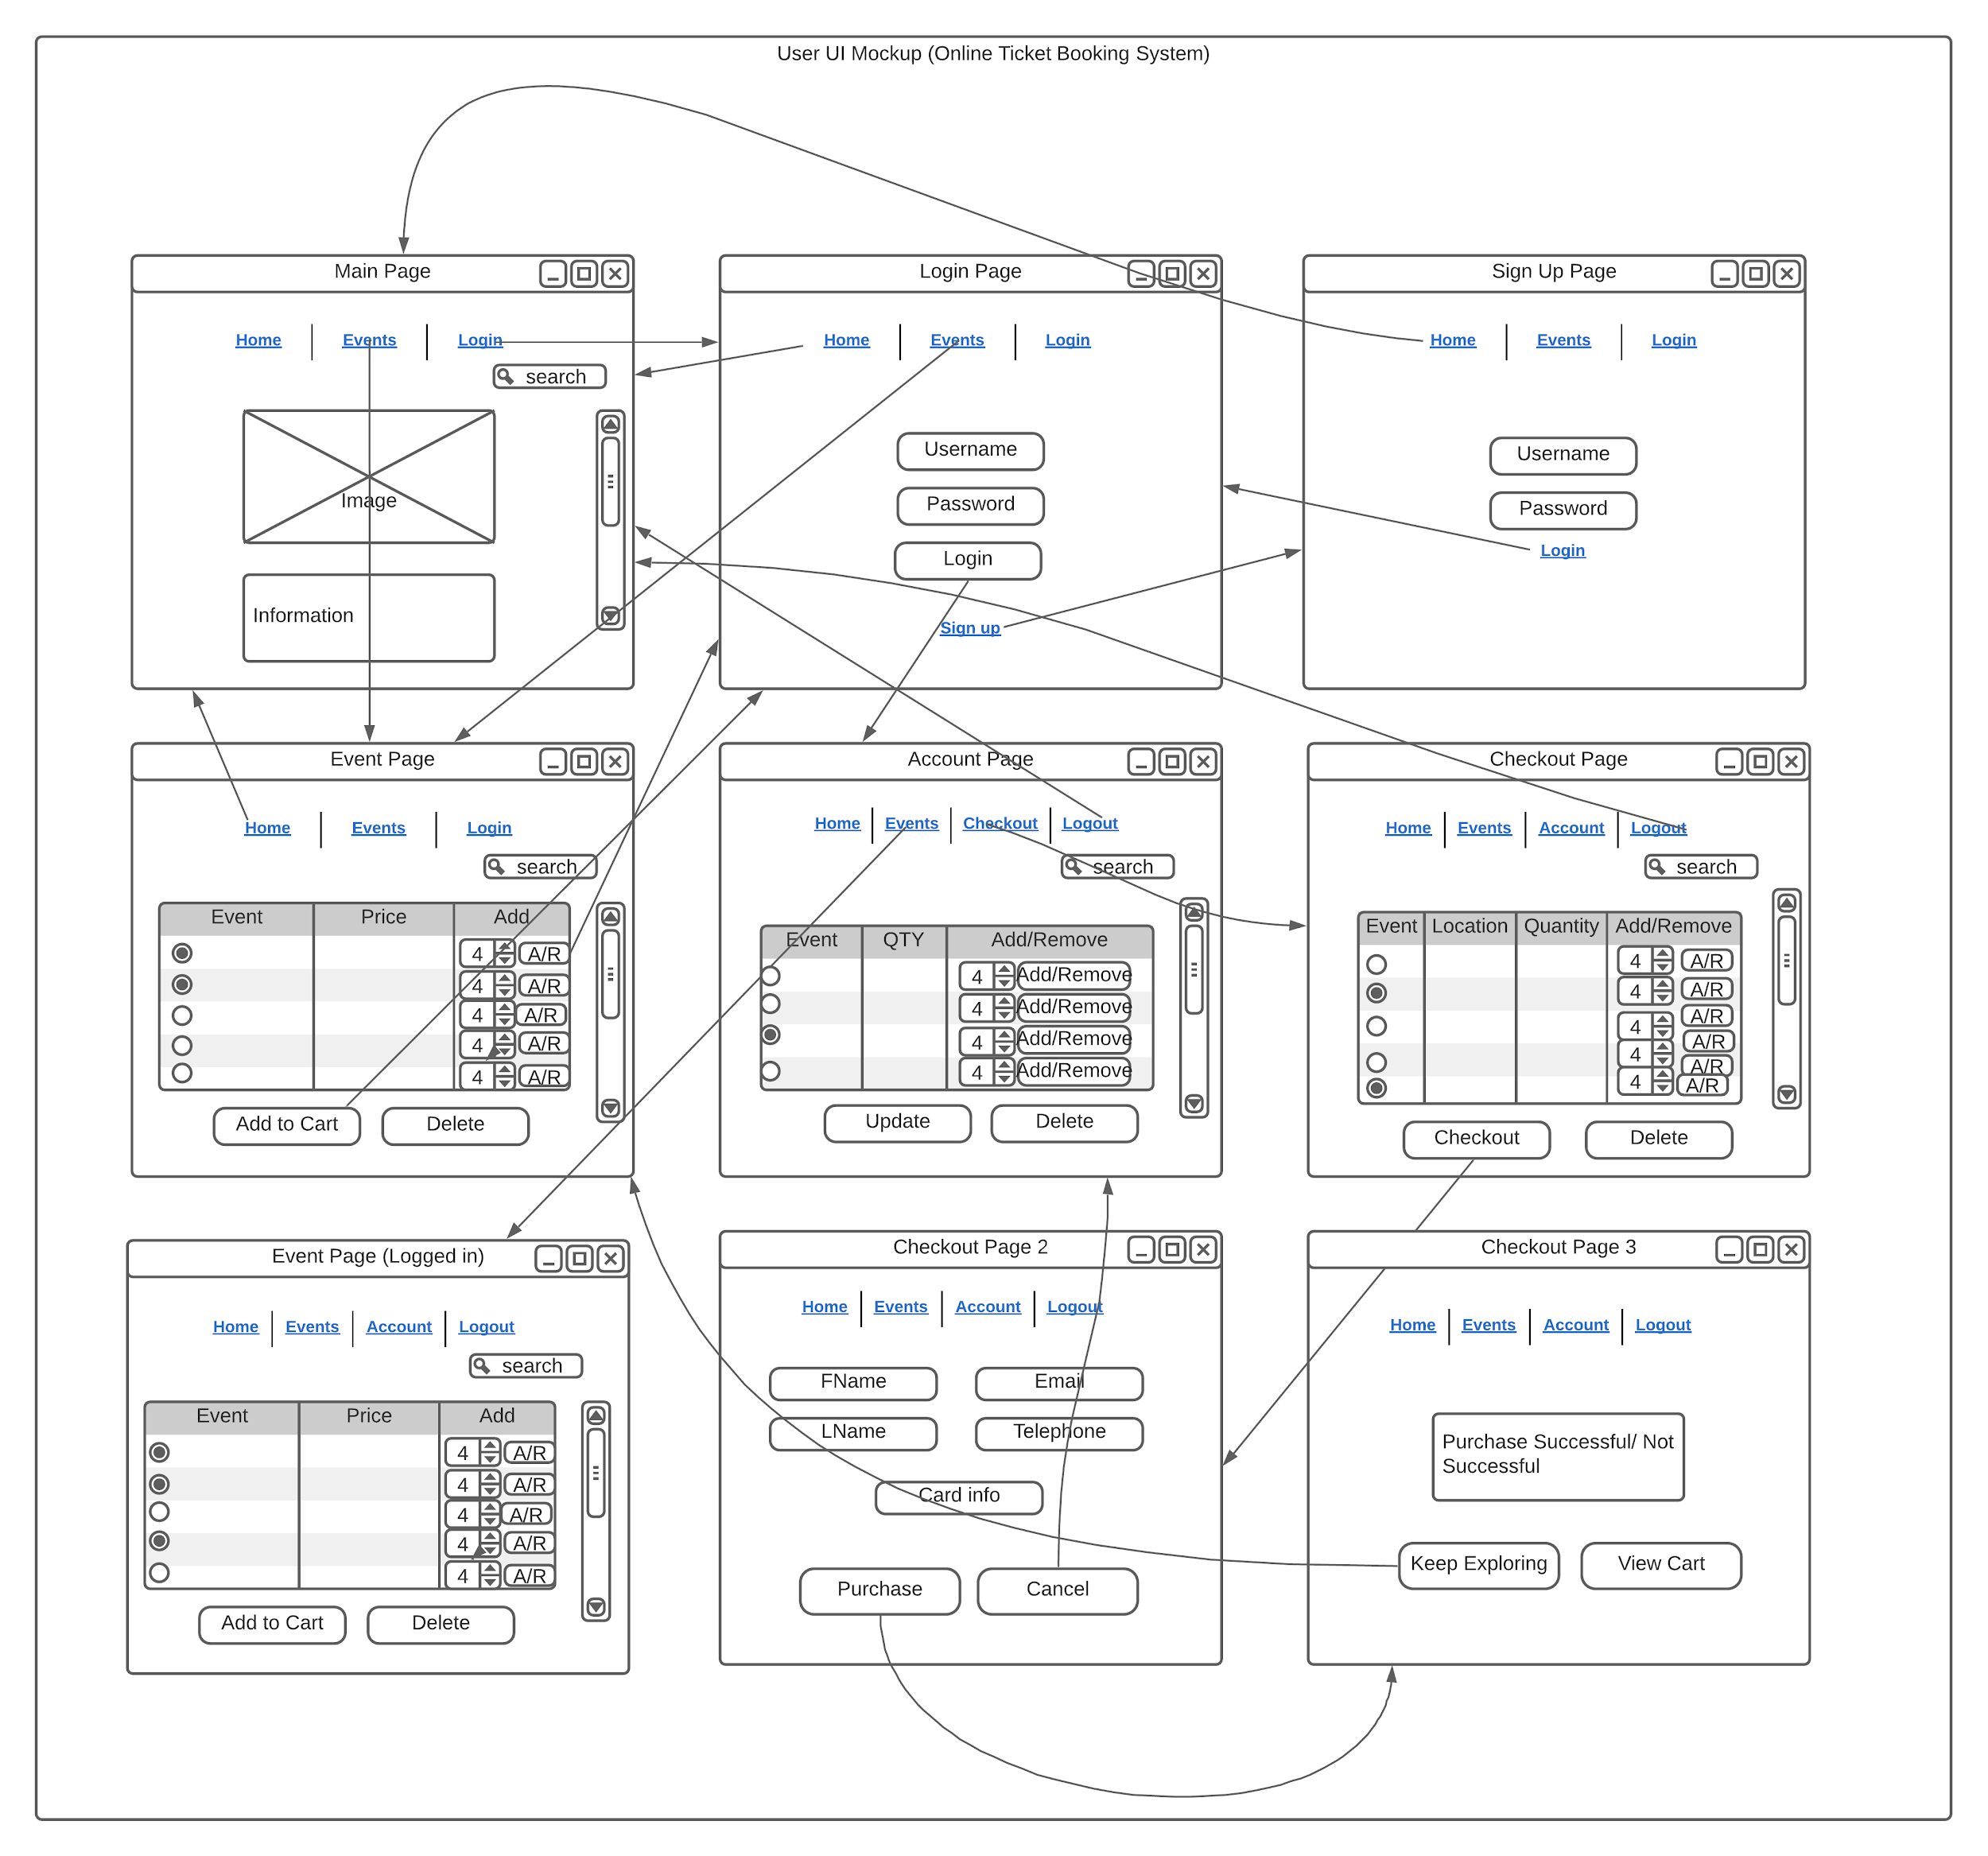 User UI Mockup (Online Ticket Booking System)
Main Page
Home
Events
Login
search
Image
Information
Login Page
Home
Events
Login
Username
Password
Login
Sign up
Sign Up Page
Home
Events
Login
Username
Password
Login
Event Page
Home
Events
Login
search
Event
Price
Add
4
A/R
4
A/R
4
A/R
4
A/R
4
A/R
Add to Cart
Delete
Account Page
Home
Events
Checkout
Logout
search
Event
QTY
Add/Remove
4
Add/Remove
4
Add/Remove
4
Add/Remove
4
Add/Remove
Update
Delete
Checkout Page
Home
Events
Account
Logout
search
Event
Location
Quantity
Add/Remove
4
A/R
4
A/R
4
A/R
4
A/R
4
A/R
A/R
Checkout
Delete
Event Page (Logged in)
Home
Events
Account
Logout
search
Event
Price
Add
4
A/R
4
A/R
4
A/R
4
A/R
4
A/R
Add to Cart
Delete
Checkout Page 2
Home
Events
Account
Logout
FName
Email
LName
Telephone
Card info
Purchase
Cancel
Checkout Page 3
Home
Events
Account
Logout
Purchase Successful/ Not
Successful
Keep Exploring
View Cart